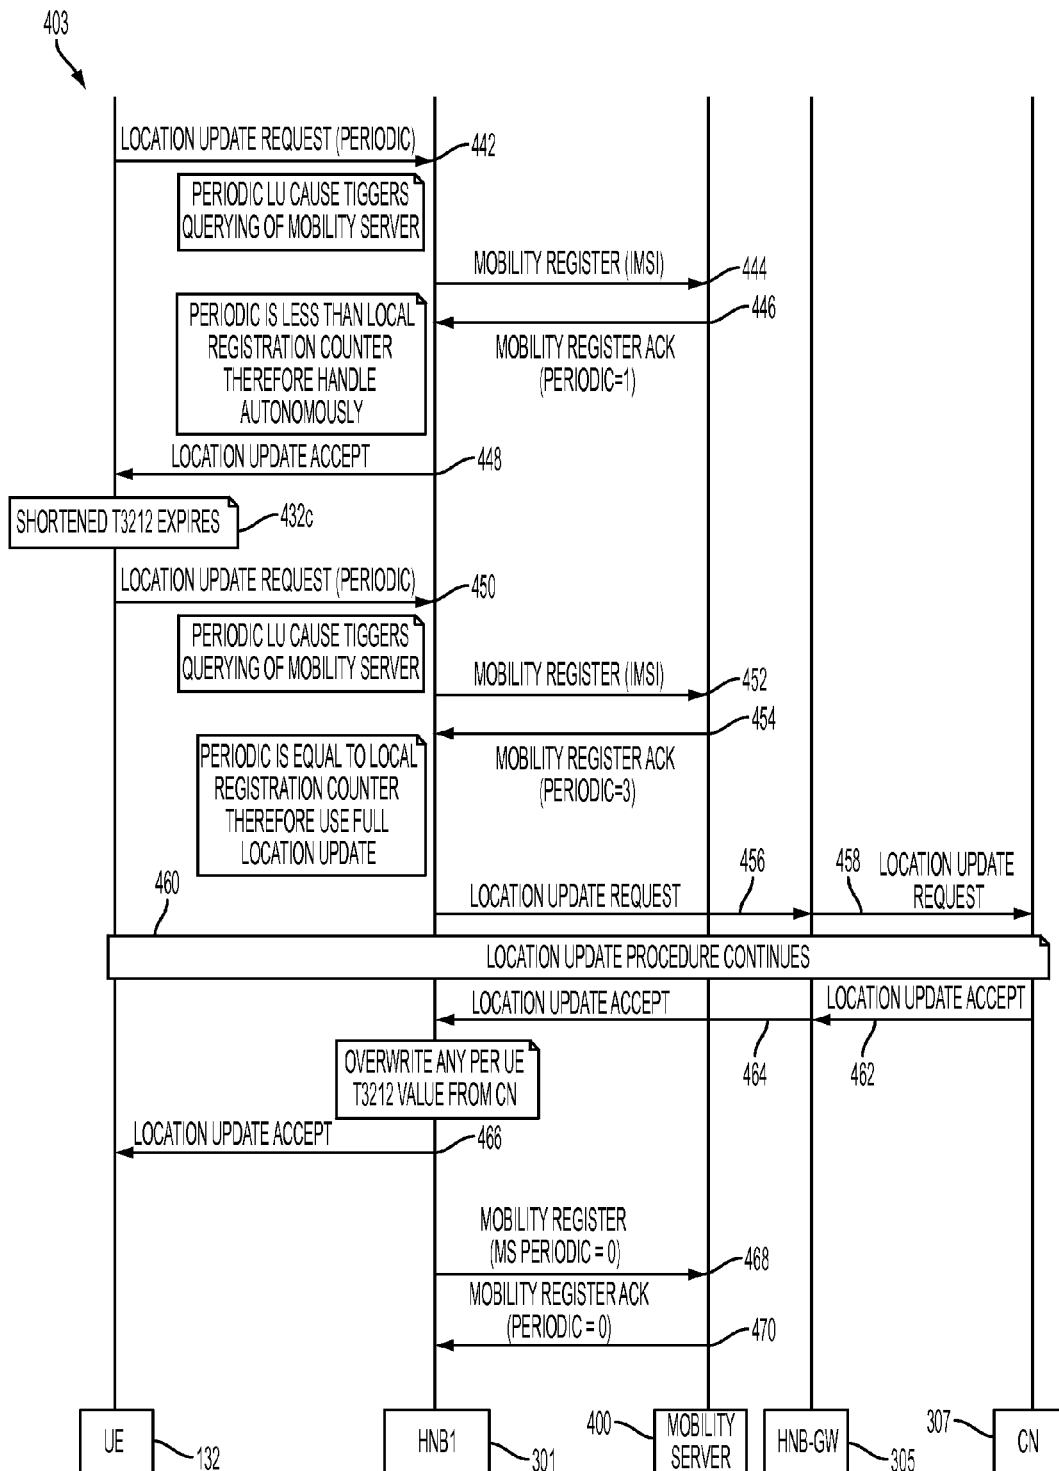 403
LOCATION UPDATE REQUEST (PERIODIC)
442
PERIODIC LU CAUSE TIGGERS
QUERYING OF MOBILITY SERVER
MOBILITY REGISTER (IMSI)
444
446
PERIODIC IS LESS THAN LOCAL
REGISTRATION COUNTER
THEREFORE HANDLE
AUTONOMOUSLY
MOBILITY REGISTER ACK
(PERIODIC=1)
LOCATION UPDATE ACCEPT
448
SHORTENED T3212 EXPIRES
432c
LOCATION UPDATE REQUEST (PERIODIC)
450
PERIODIC LU CAUSE TIGGERS
QUERYING OF MOBILITY SERVER
MOBILITY REGISTER (IMSI)
452
454
PERIODIC IS EQUAL TO LOCAL
REGISTRATION COUNTER
THEREFORE USE FULL
LOCATION UPDATE
MOBILITY REGISTER ACK
(PERIODIC=3)
460
LOCATION UPDATE REQUEST
456
458
LOCATION UPDATE
REQUEST
LOCATION UPDATE PROCEDURE CONTINUES
LOCATION UPDATE ACCEPT
LOCATION UPDATE ACCEPT
464
462
OVERWRITE ANY PER UE
T3212 VALUE FROM CN
LOCATION UPDATE ACCEPT
466
MOBILITY REGISTER
(MS PERIODIC = 0)
468
MOBILITY REGISTER ACK
(PERIODIC = 0)
470
UE
132
HNB1
301
400
MOBILITY
SERVER
HNB-GW
305
307
CN